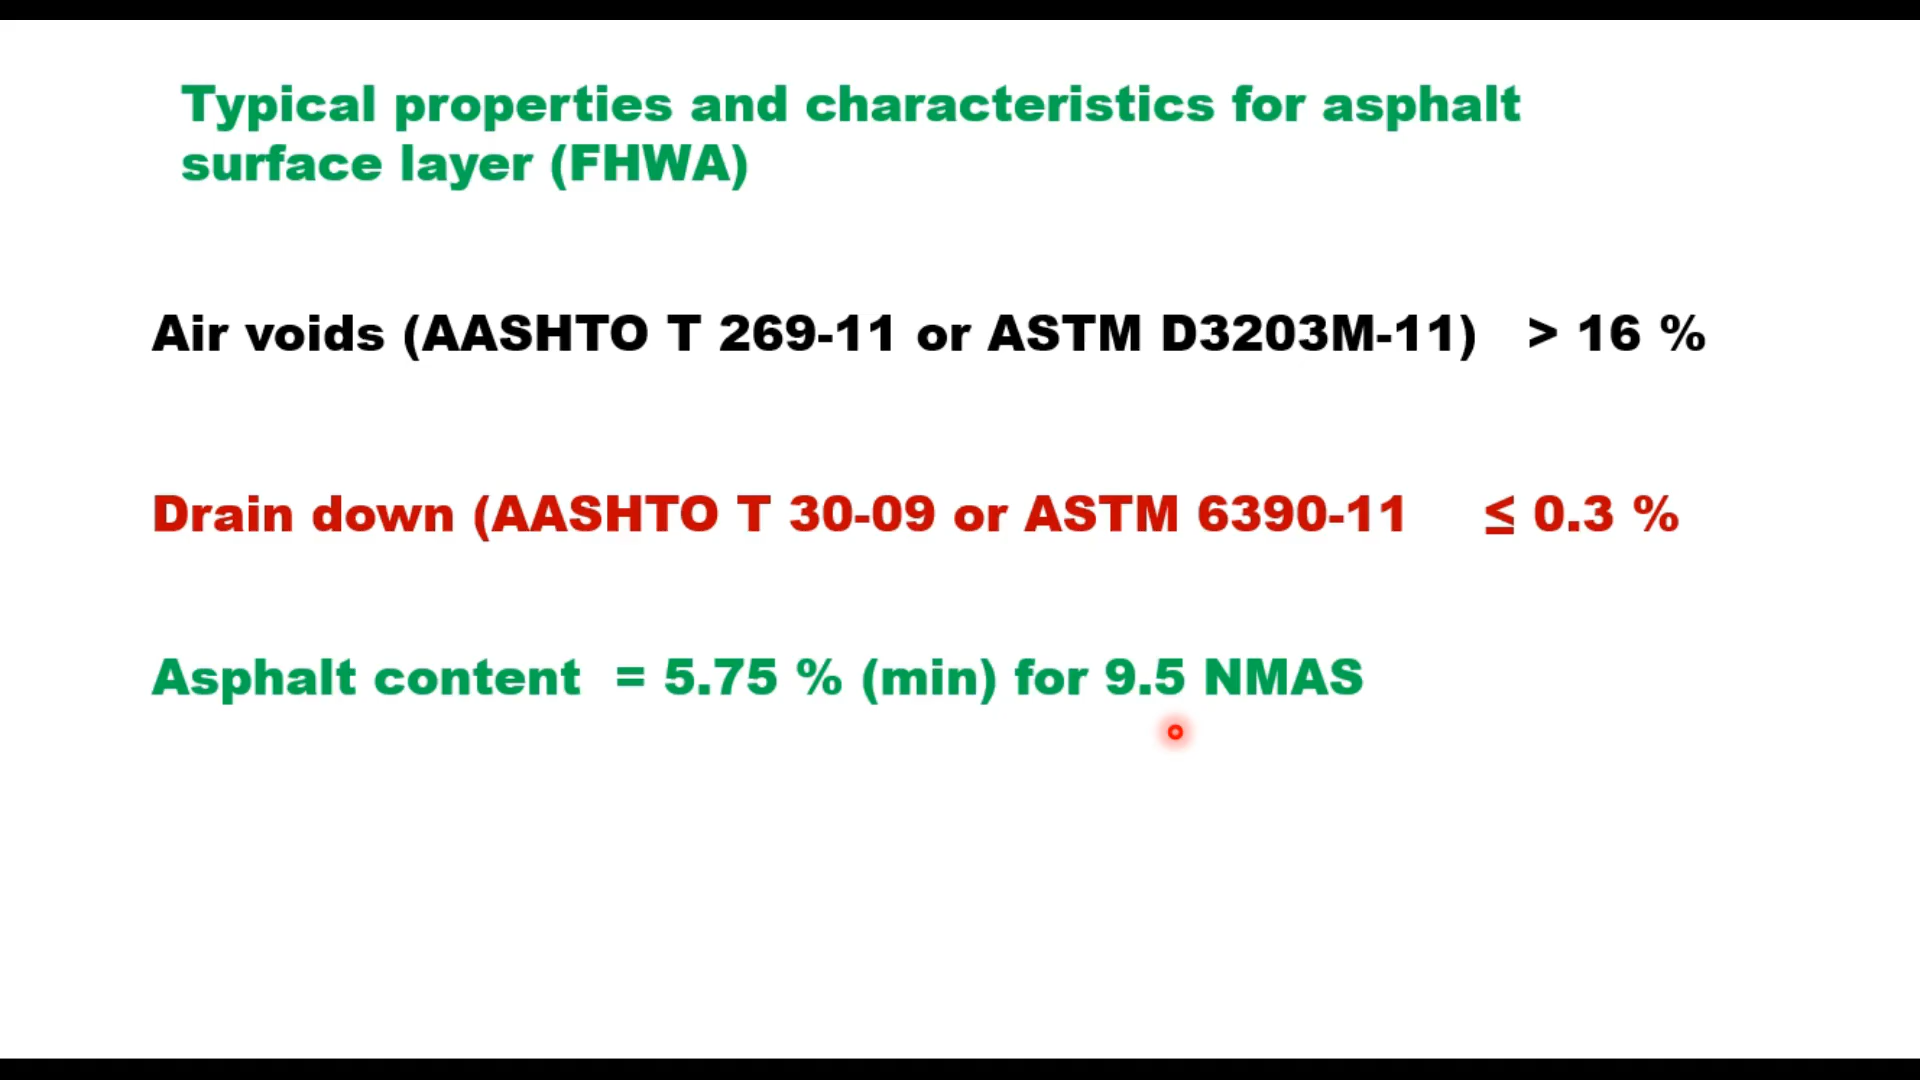 Typical properties and characteristics for asphalt
surface layer (FHWA)
Air voids (AASHTO T 269-11 or ASTM D3203M-11) > 16 %
Drain down (AASHTO T 30-09 or ASTM 6390-11 ≤ 0.3 %
Asphalt content = 5.75 % (min) for 9.5 NMAS